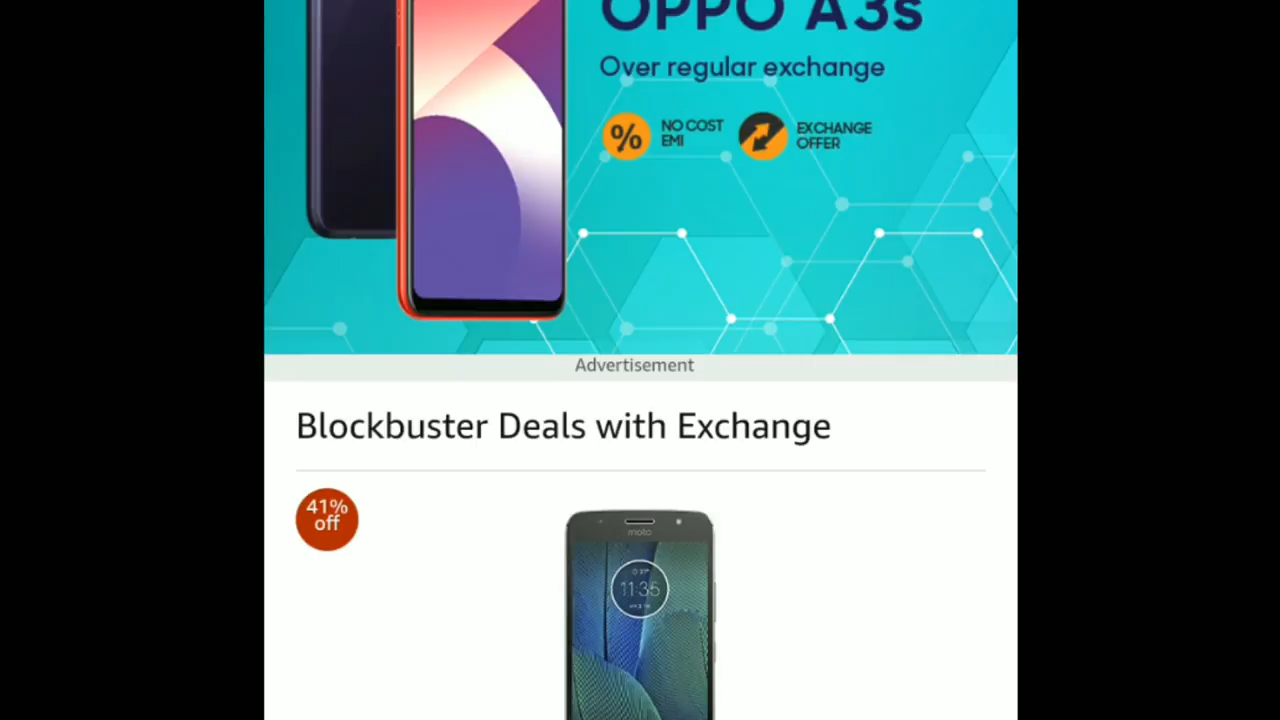 OPPO A3s
Over regular exchange
NO COST
EMI
EXCHANGE
OFFER
Advertisement
Blockbuster Deals with Exchange
41%
off
moto
11:35